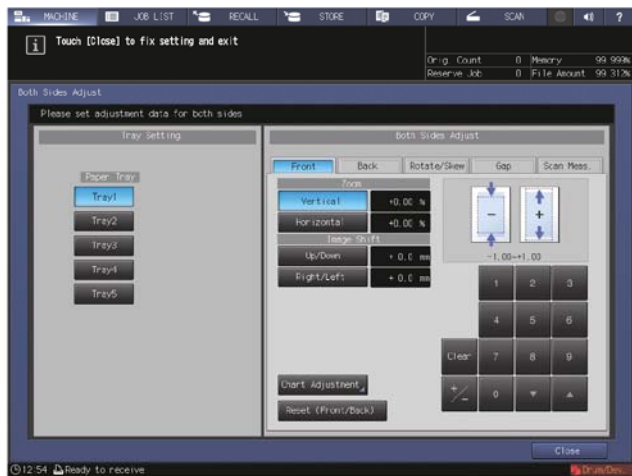 MACHINE JOB LIST RECALL STORE COPY SCAN ?
i Touch [Close] to fix setting and exit
Orig. Count 0 Memory 99.999%
Reserve Job 0 File Amount 99.312%
Both Sides Adjust
Please set adjustment data for both sides
Tray Setting
Paper Tray
Tray1
Tray2
Tray3
Tray4
Tray5
Both Sides Adjust
Front Back Rotate/Skew Gap Scan Meas.
Zoom
Vertical +0.00 %
Horizontal +0.00 %
Image Shift
Up/Down + 0.0 mm
Right/Left + 0.0 mm
Chart Adjustment
Reset (Front/Back)
- +
-1.00~+1.00
1 2 3
4 5 6
Clear 7 8 9
+/- 0 ▼ ▲
Close
12:54 Ready to receive Drum/Dev.